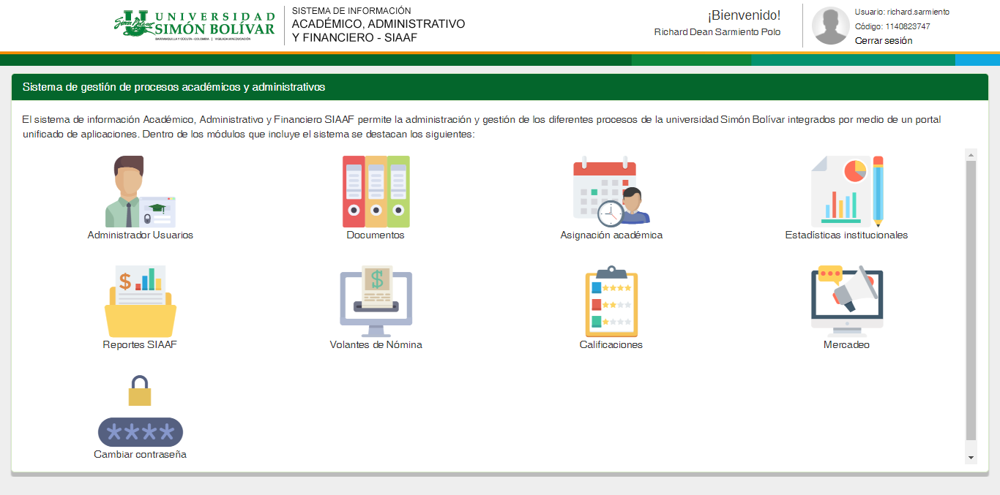 UNIVERSIDAD
SIMÓN BOLÍVAR
BARRANQUILLA Y CÚCUTA - COLOMBIA | VIGILADA MINEDUCACIÓN
SISTEMA DE INFORMACIÓN
ACADÉMICO, ADMINISTRATIVO
Y FINANCIERO - SIAAF
¡Bienvenido!
Richard Dean Sarmiento Polo
Usuario: richard.sarmiento
Código: 1140823747
Cerrar sesión
Sistema de gestión de procesos académicos y administrativos
El sistema de información Académico, Administrativo y Financiero SIAAF permite la administración y gestión de los diferentes procesos de la universidad Simón Bolívar integrados por medio de un portal
unificado de aplicaciones. Dentro de los módulos que incluye el sistema se destacan los siguientes:
Administrador Usuarios
Documentos
Asignación académica
Estadísticas institucionales
Reportes SIAAF
Volantes de Nómina
Calificaciones
Mercadeo
Cambiar contraseña